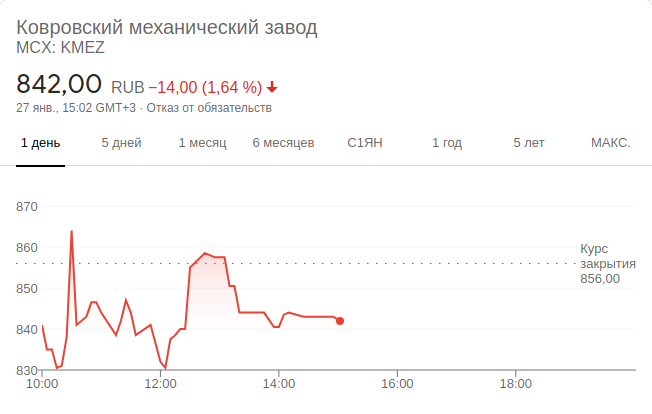 Ковровский механический завод
MCX: KMEZ
842,00 RUB −14,00 (1,64 %)
27 янв., 15:02 GMT+3 · Отказ от обязательств
1 день 5 дней 1 месяц 6 месяцев С1ЯН 1 год 5 лет МАКС.
870
860
850
840
830
Курс
закрытия
856,00
10:00 12:00 14:00 16:00 18:00